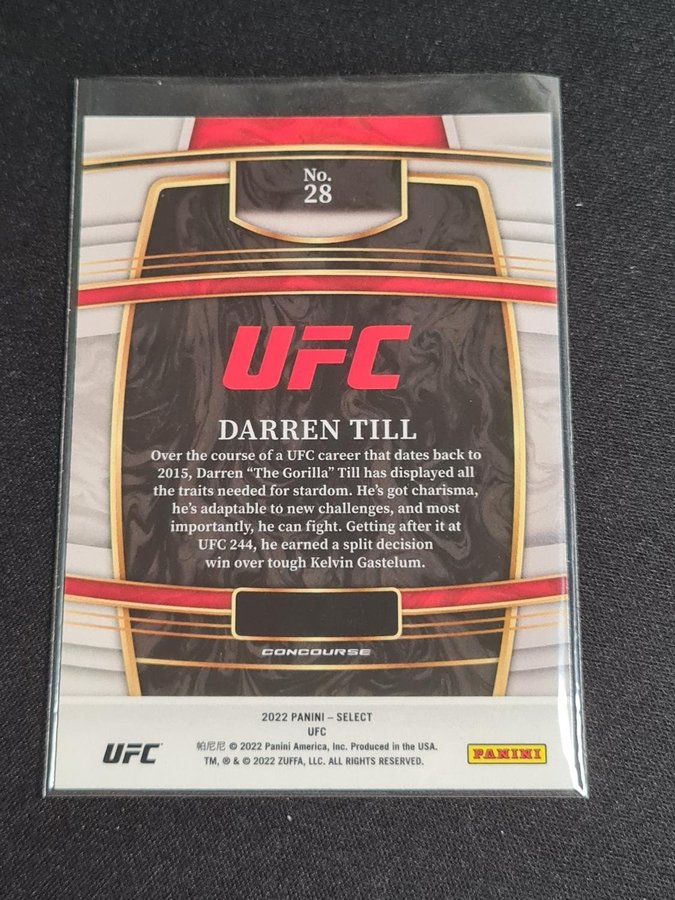 No.
28
UFC
DARREN TILL
Over the course of a UFC career that dates back to
2015, Darren “The Gorilla” Till has displayed all
the traits needed for stardom. He’s got charisma,
he’s adaptable to new challenges, and most
importantly, he can fight. Getting after it at
UFC 244, he earned a split decision
win over tough Kelvin Gastelum.
CONCOURSE
2022 PANINI – SELECT
UFC
帕尼尼 © 2022 Panini America, Inc. Produced in the USA.
TM, ® & © 2022 ZUFFA, LLC. ALL RIGHTS RESERVED.
UFC
PANINI